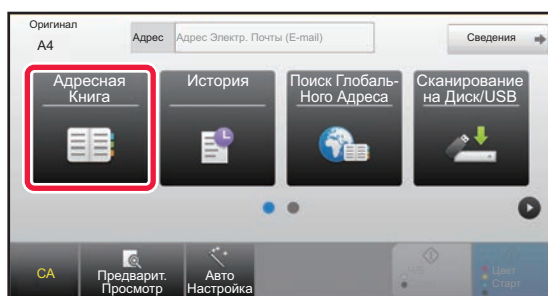 Оригинал
A4
Адрес
Адрес Электр. Почты (E-mail)
Сведения
Адресная
Книга
История
Поиск Глобаль-
Ного Адреса
Сканирование
на Диск/USB
CA
Предварит.
Просмотр
Авто
Настройка
Ч/Б
Старт
Цвет
Старт